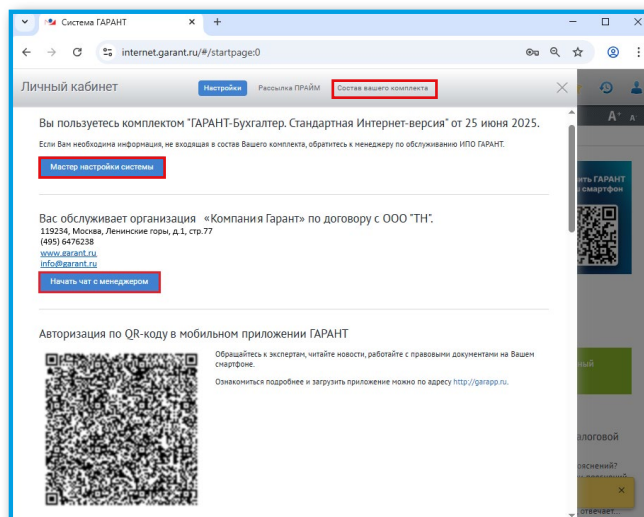 Система ГАРАНТ
internet.garant.ru/#/startpage:0
Личный кабинет
Настройки
Рассылка ПРАЙМ
Состав вашего комплекта
A+ A-
Вы пользуетесь комплектом "ГАРАНТ-Бухгалтер. Стандартная Интернет-версия" от 25 июня 2025.
Если Вам необходима информация, не входящая в состав Вашего комплекта, обратитесь к менеджеру по обслуживанию ИПО ГАРАНТ.
Мастер настройки системы
Вас обслуживает организация «Компания Гарант» по договору с ООО "ТН".
119234, Москва, Ленинские горы, д.1, стр.77
(495) 6476238
www.garant.ru
info@garant.ru
Начать чат с менеджером
Авторизация по QR-коду в мобильном приложении ГАРАНТ
Обращайтесь к экспертам, читайте новости, работайте с правовыми документами на Вашем
смартфоне.
Ознакомиться подробнее и загрузить приложение можно по адресу http://garapp.ru.
ить ГАРАНТ
смартфон
ный
алоговой
ояснений?
отвечает...